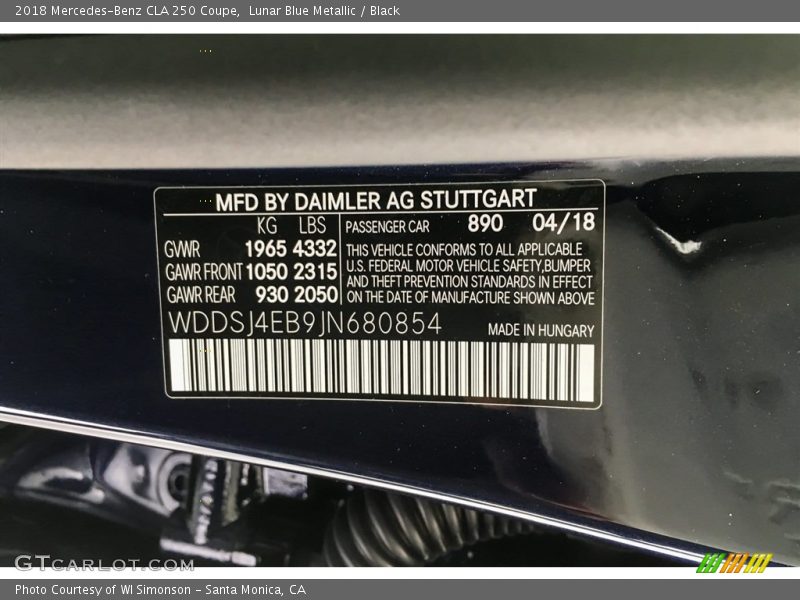 2018 Mercedes-Benz CLA 250 Coupe,  Lunar Blue Metallic / Black
MFD BY DAIMLER AG STUTTGART
KG LBS PASSENGER CAR 890 04/18
GVWR 1965 4332
GAWR FRONT 1050 2315
GAWR REAR 930 2050
THIS VEHICLE CONFORMS TO ALL APPLICABLE
U.S. FEDERAL MOTOR VEHICLE SAFETY,BUMPER
AND THEFT PREVENTION STANDARDS IN EFFECT
ON THE DATE OF MANUFACTURE SHOWN ABOVE
WDDSJ4EB9JN680854 MADE IN HUNGARY
GTCARLOT.COM
Photo Courtesy of WI Simonson - Santa Monica, CA